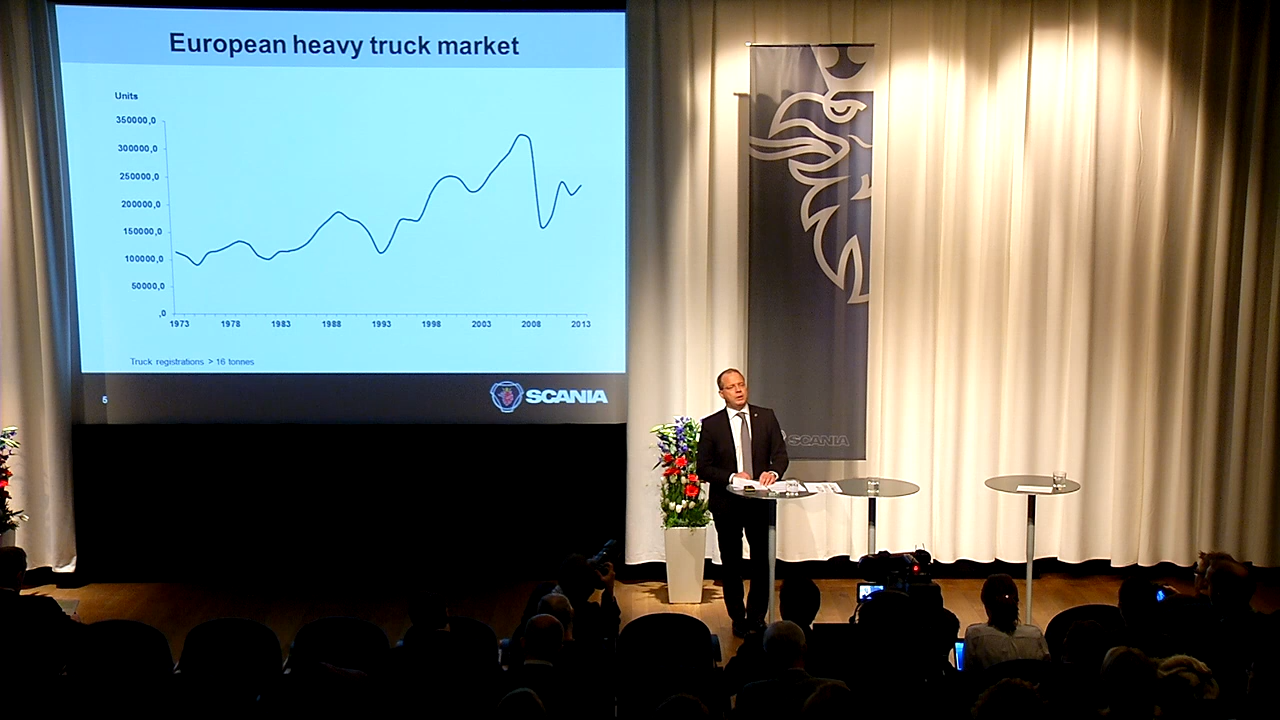 European heavy truck market
Units
350000,0
300000,0
250000,0
200000,0
150000,0
100000,0
50000,0
,0
1973 1978 1983 1988 1993 1998 2003 2008 2013
Truck registrations > 16 tonnes
5
SCANIA
SCANIA